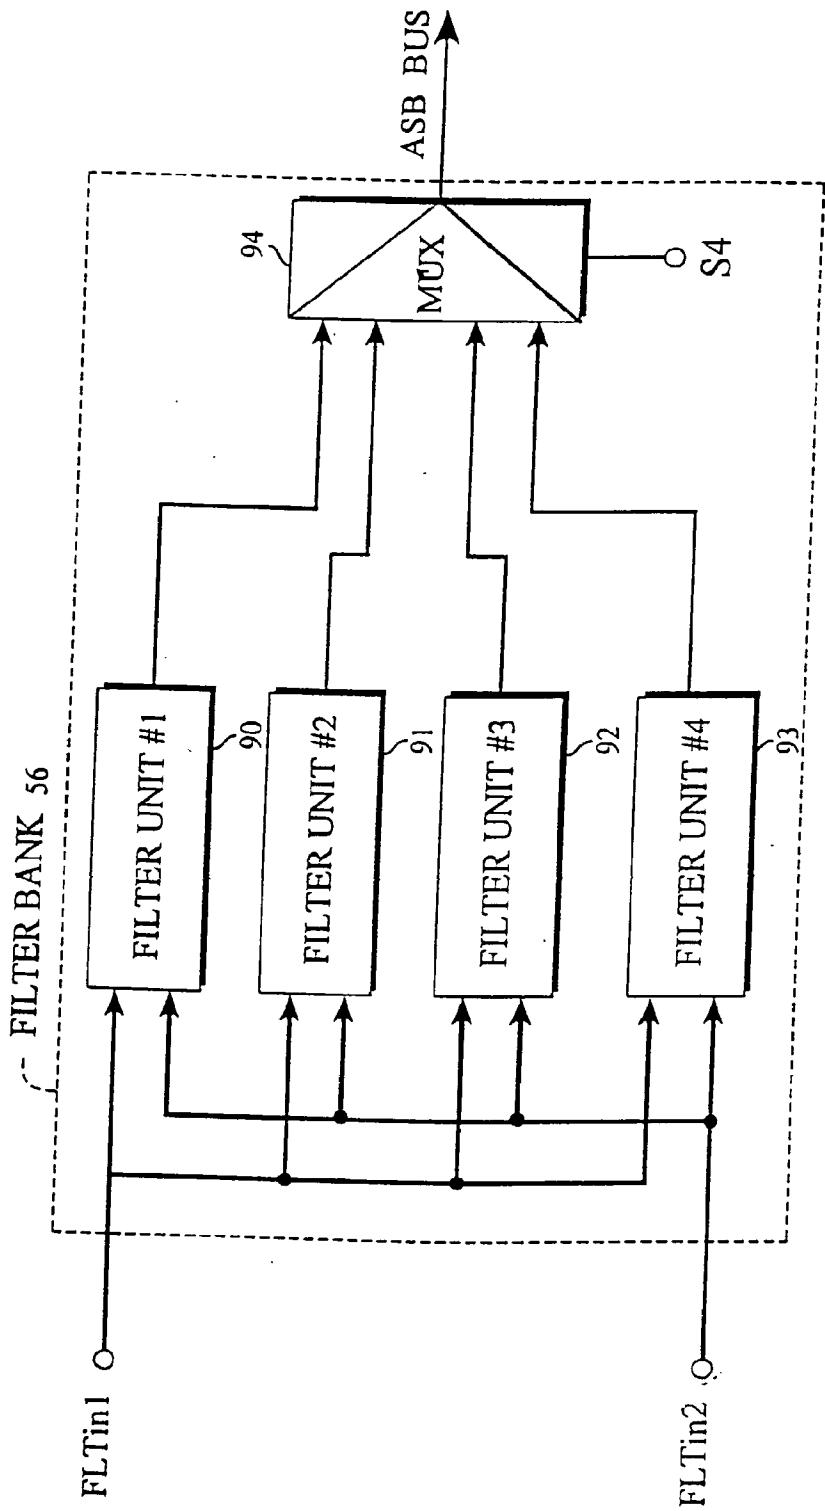 FILTER BANK 56
FLTin1
FLTin2
FILTER UNIT #1
90
FILTER UNIT #2
91
FILTER UNIT #3
92
FILTER UNIT #4
93
94
MUX
S4
ASB BUS